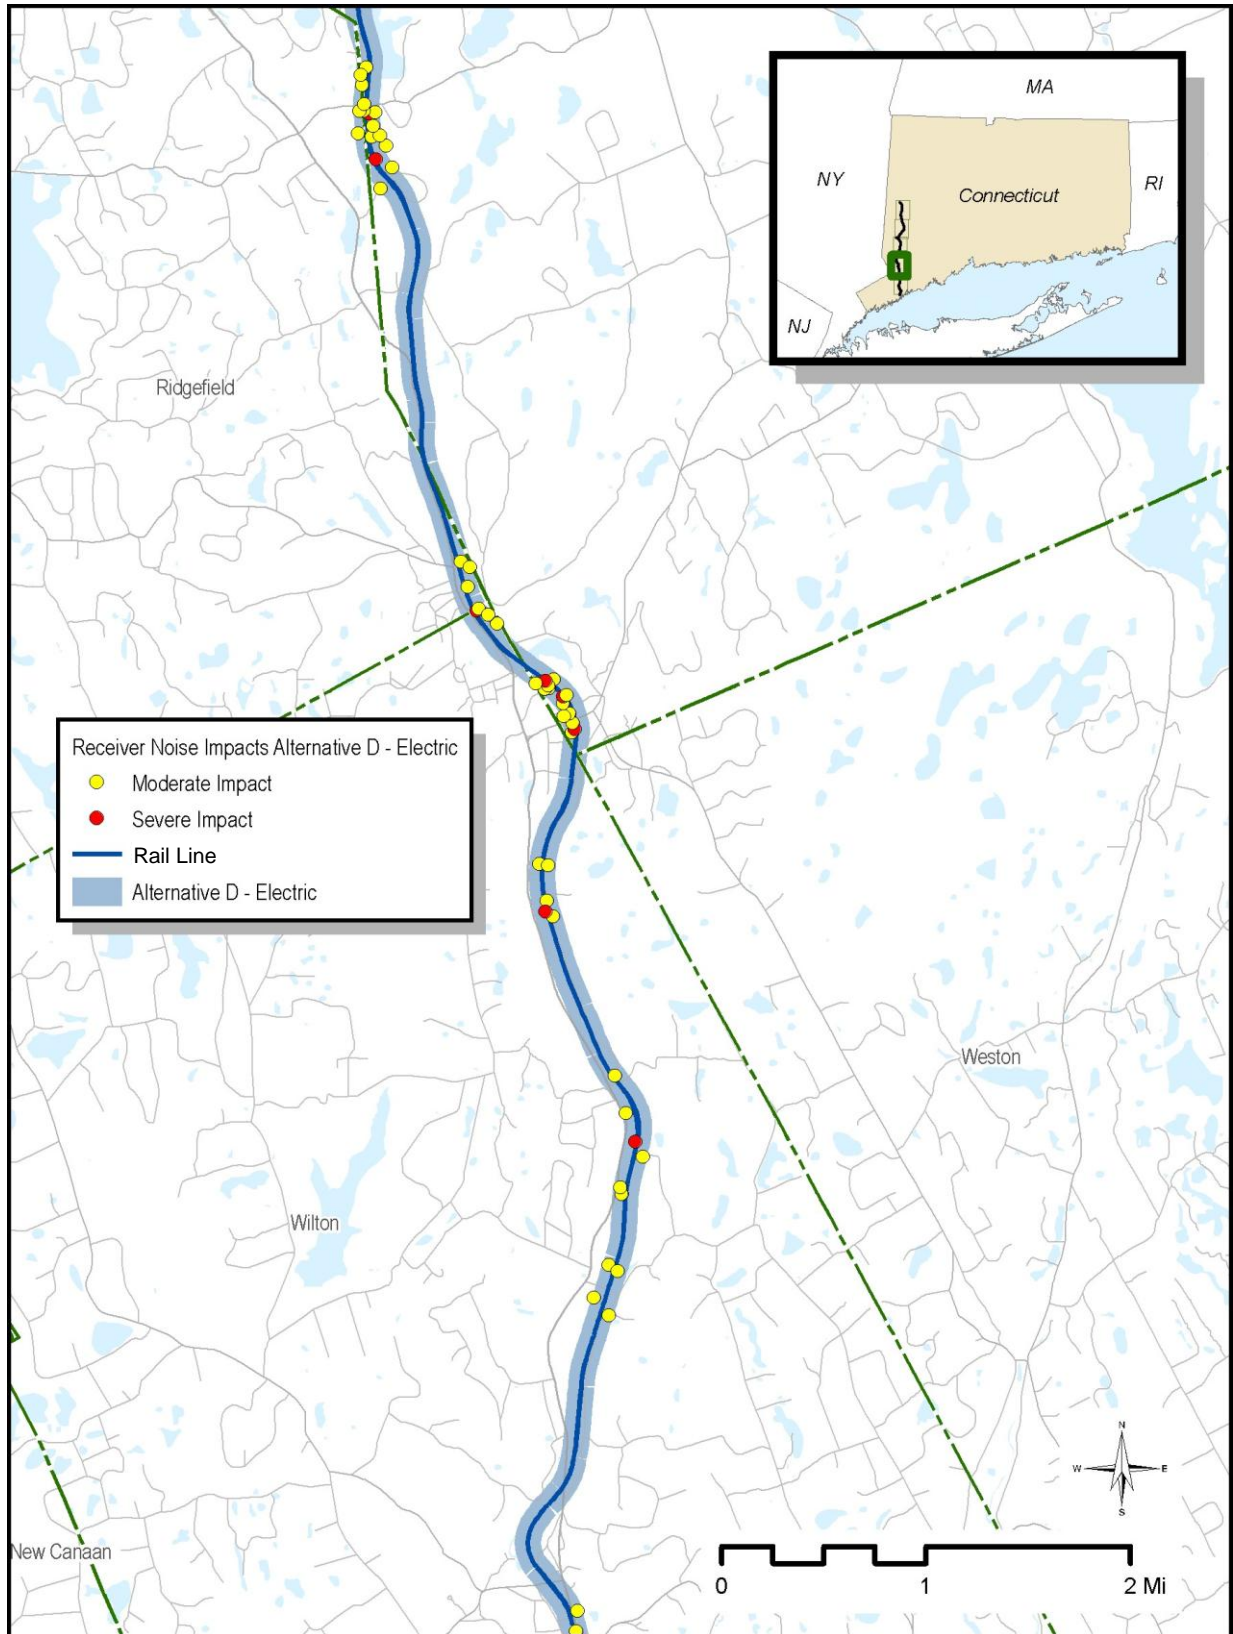 MA
NY
Connecticut
RI
NJ
Ridgefield
Receiver Noise Impacts Alternative D - Electric
Moderate Impact
Severe Impact
Rail Line
Alternative D - Electric
Weston
Wilton
New Canaan
N
W
E
S
0 1 2 Mi